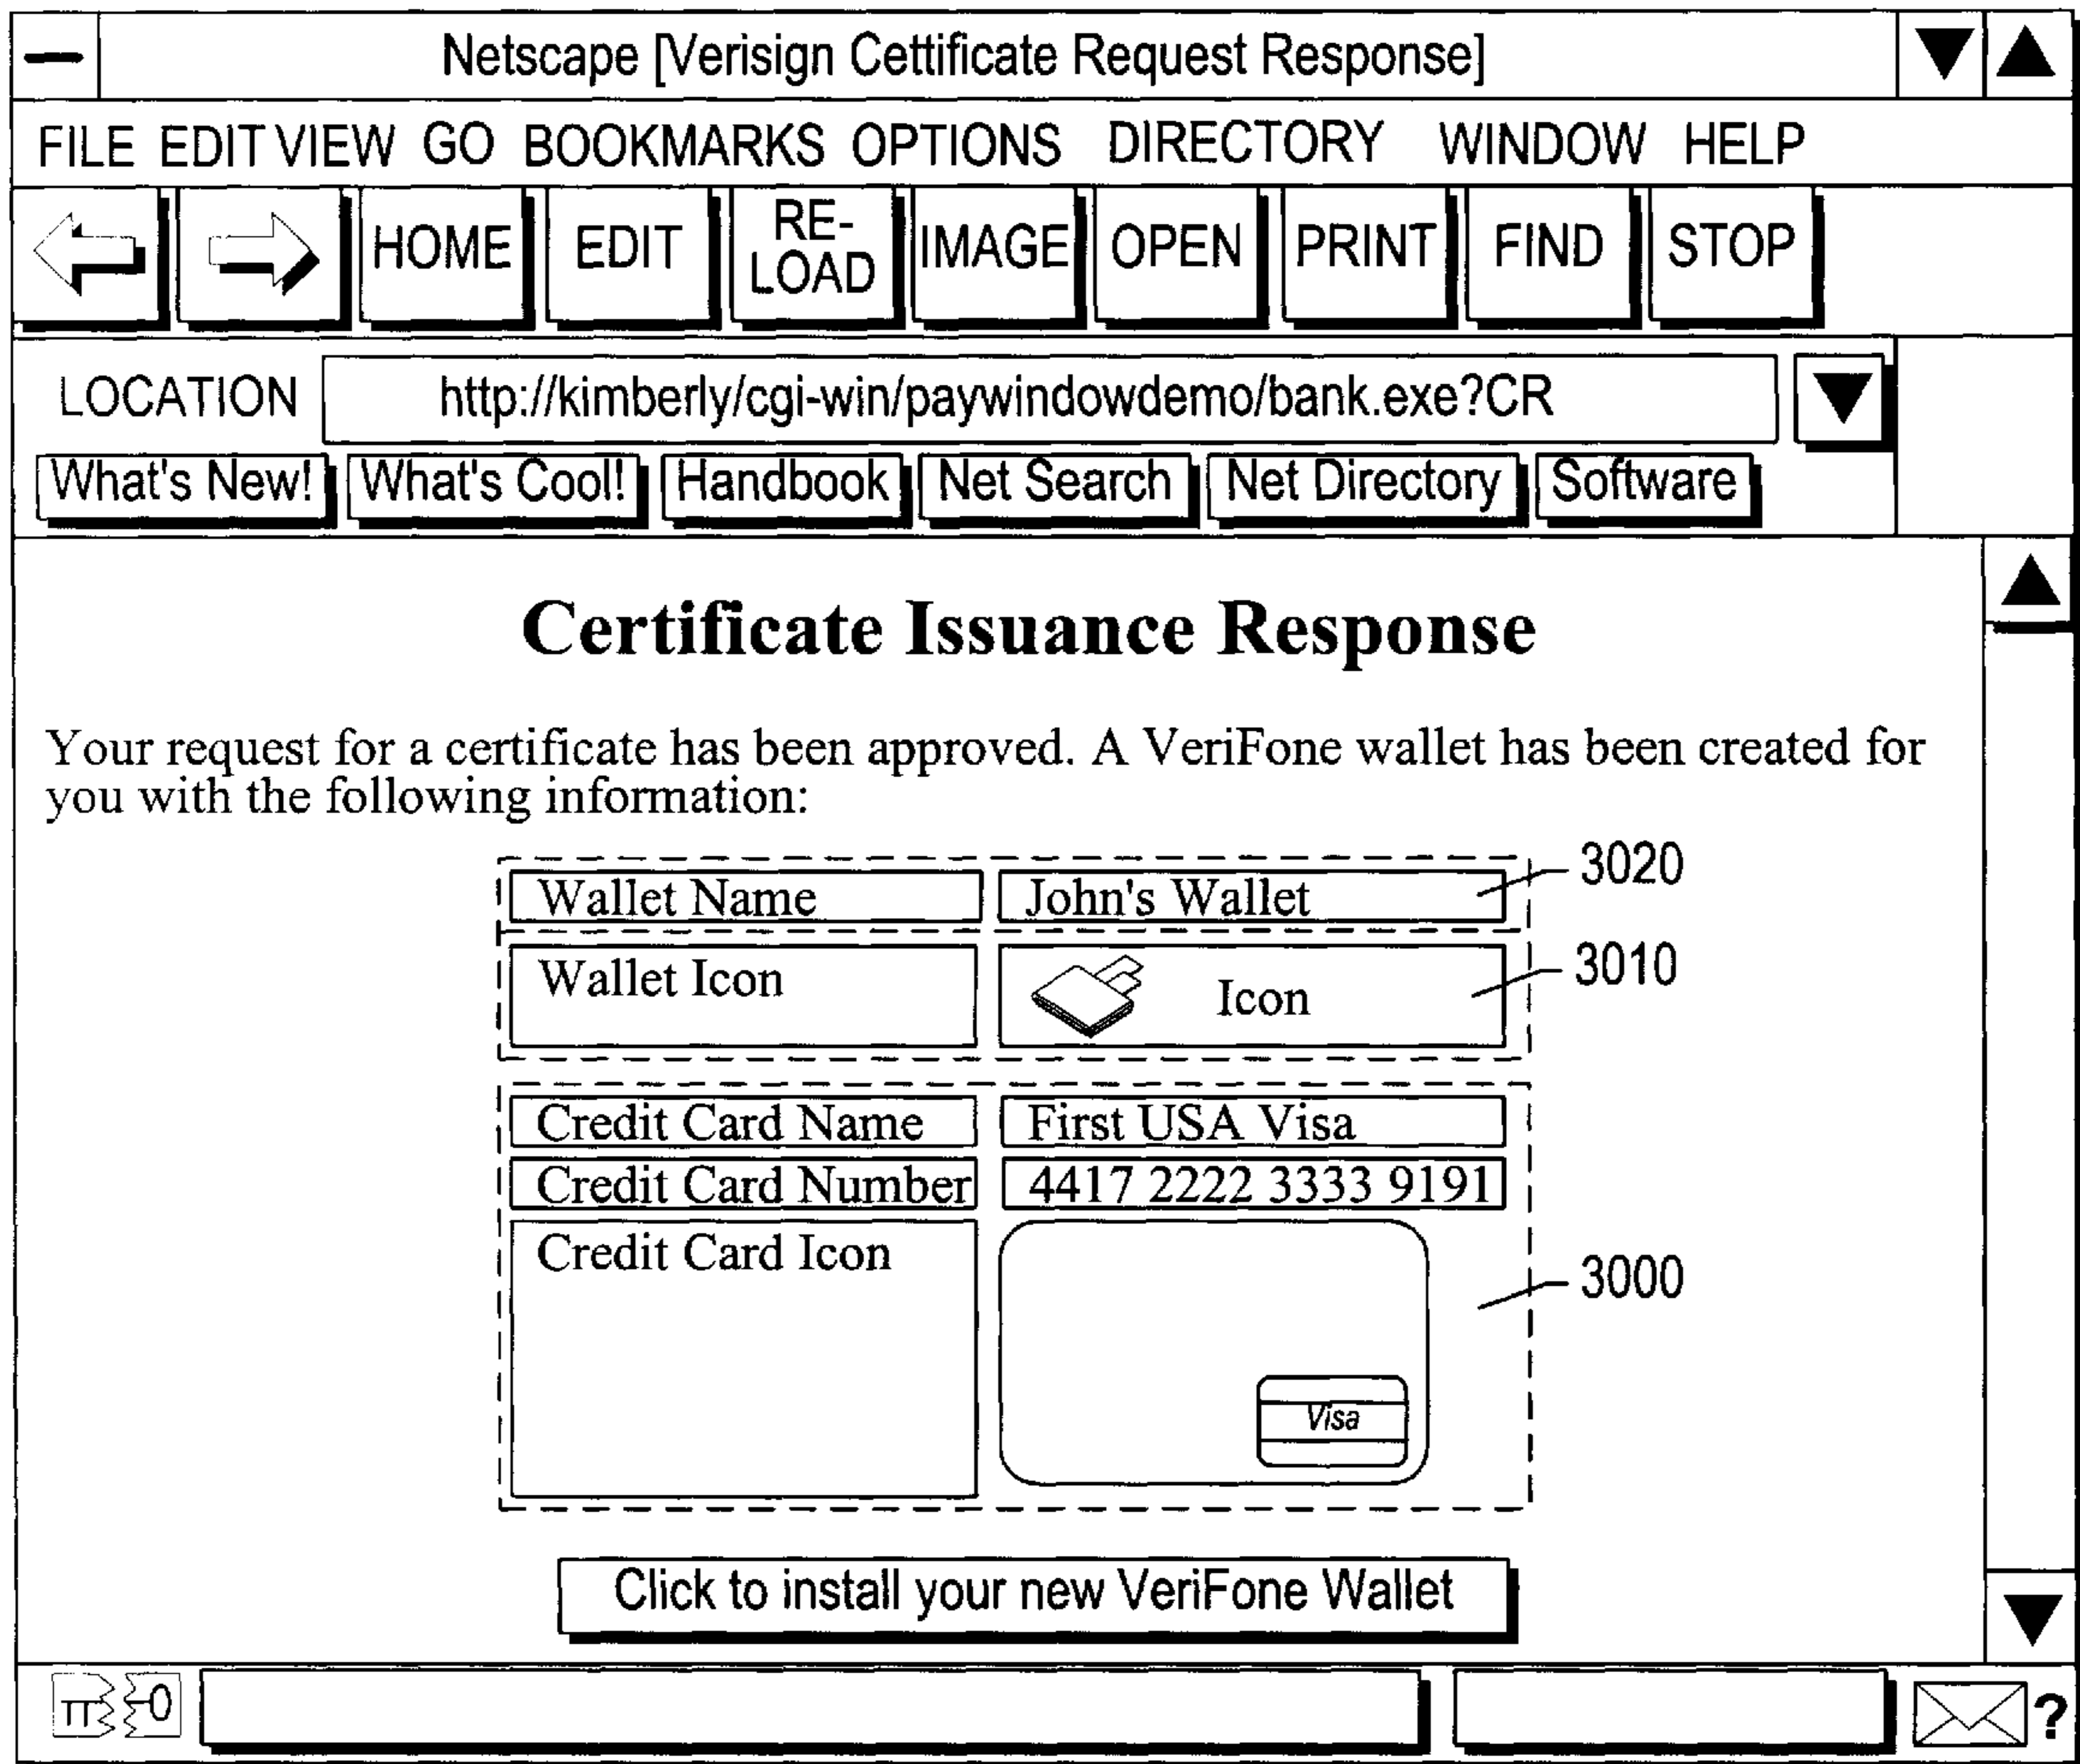 Netscape [Verisign Cettificate Request Response]
FILE EDIT VIEW GO BOOKMARKS OPTIONS DIRECTORY WINDOW HELP
HOME EDIT RE-LOAD IMAGE OPEN PRINT FIND STOP
LOCATION http://kimberly/cgi-win/paywindowdemo/bank.exe?CR
What's New! What's Cool! Handbook Net Search Net Directory Software
Certificate Issuance Response
Your request for a certificate has been approved. A VeriFone wallet has been created for
you with the following information:
Wallet Name John's Wallet 3020
Wallet Icon Icon 3010
Credit Card Name First USA Visa
Credit Card Number 4417 2222 3333 9191
Credit Card Icon 3000
Visa
Click to install your new VeriFone Wallet
?